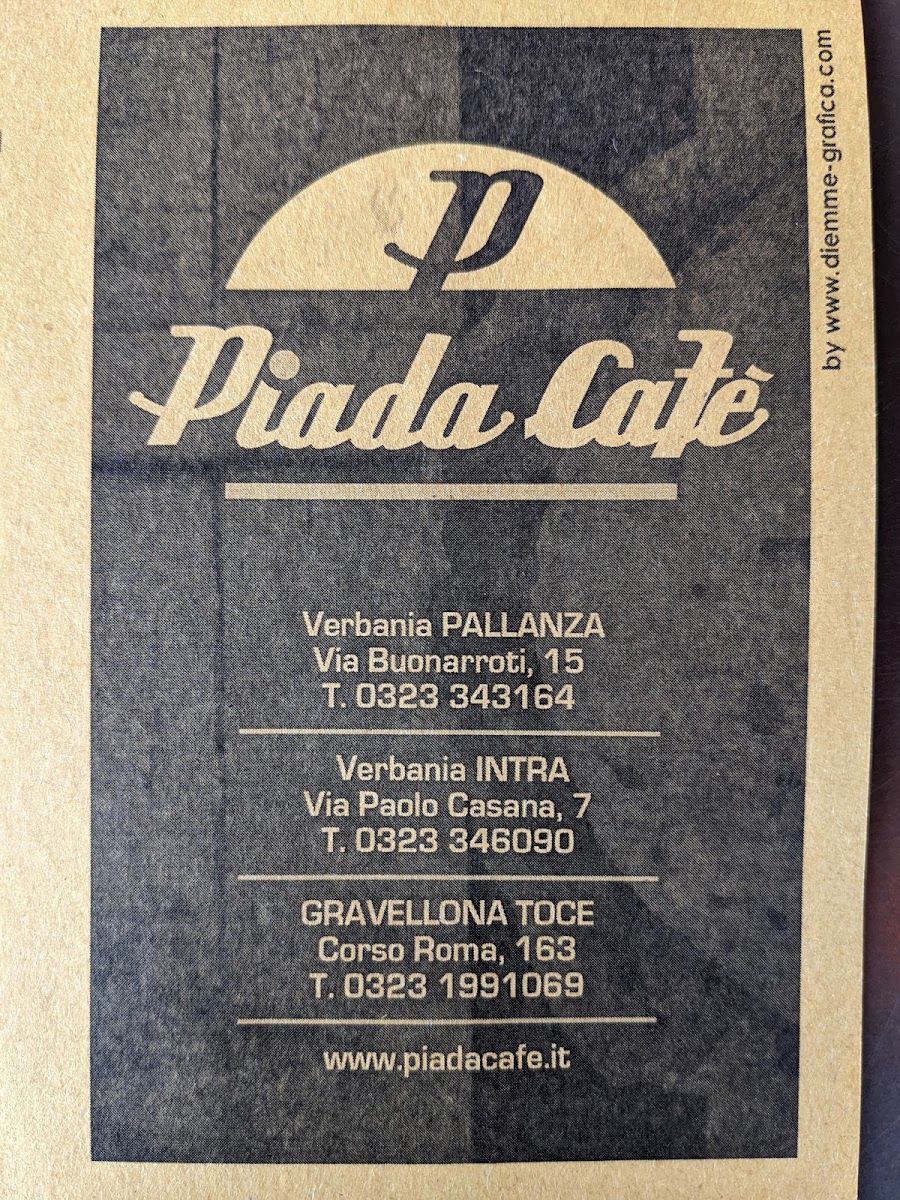 P
Piada Cafè
Verbania PALLANZA
Via Buonarroti, 15
T. 0323 343164
Verbania INTRA
Via Paolo Casana, 7
T. 0323 346090
GRAVELLONA TOCE
Corso Roma, 163
T. 0323 1991069
www.piadacafe.it
by www.diemme-grafica.com